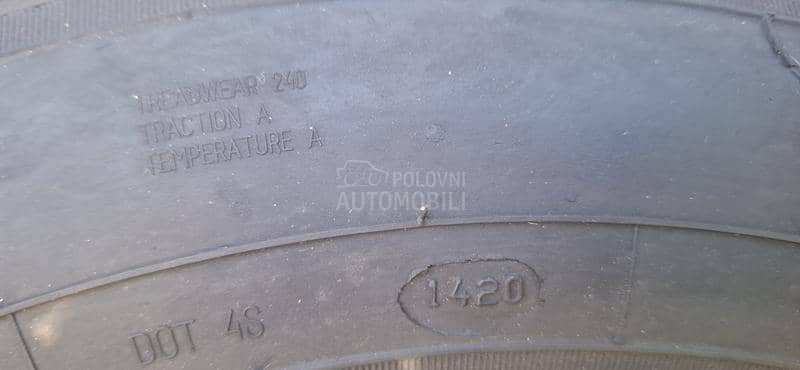 TREADWEAR 240
TRACTION A
TEMPERATURE A
POLOVNI
AUTOMOBILI
1420
DOT 4S